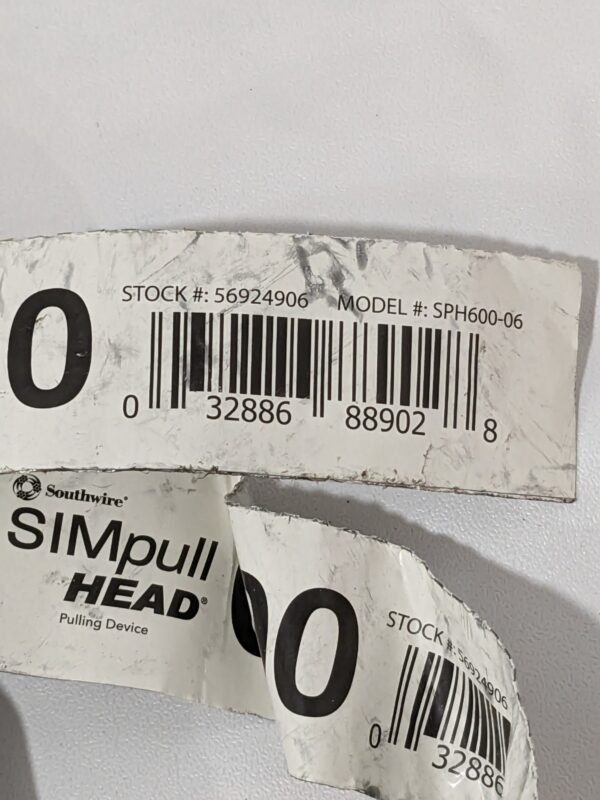 0
STOCK #: 56924906 MODEL #: SPH600-06
0 32886 88902 8
Southwire®
SIMpull
HEAD®
Pulling Device
00
STOCK #: 56924906
0 32886